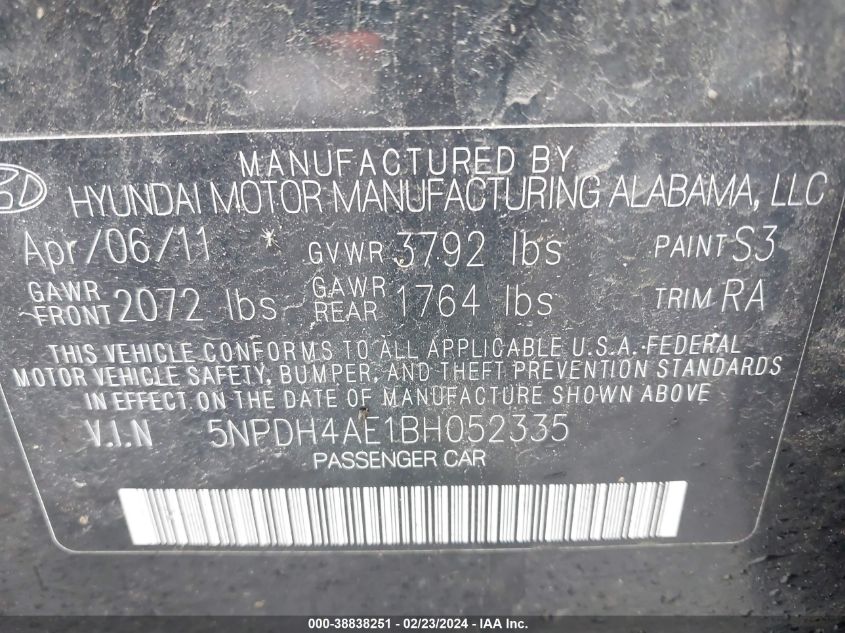 MANUFACTURED BY
HYUNDAI MOTOR MANUFACTURING ALABAMA, LLC
Apr/06/11 * GVWR 3792 lbs PAINT S3
GAWR FRONT 2072 lbs GAWR REAR 1764 lbs TRIM RA
THIS VEHICLE CONFORMS TO ALL APPLICABLE U.S.A. FEDERAL
MOTOR VEHICLE SAFETY, BUMPER, AND THEFT PREVENTION STANDARDS
IN EFFECT ON THE DATE OF MANUFACTURE SHOWN ABOVE
V.I.N 5NPDH4AE1BH052335
PASSENGER CAR
000-38838251 - 02/23/2024 - IAA Inc.